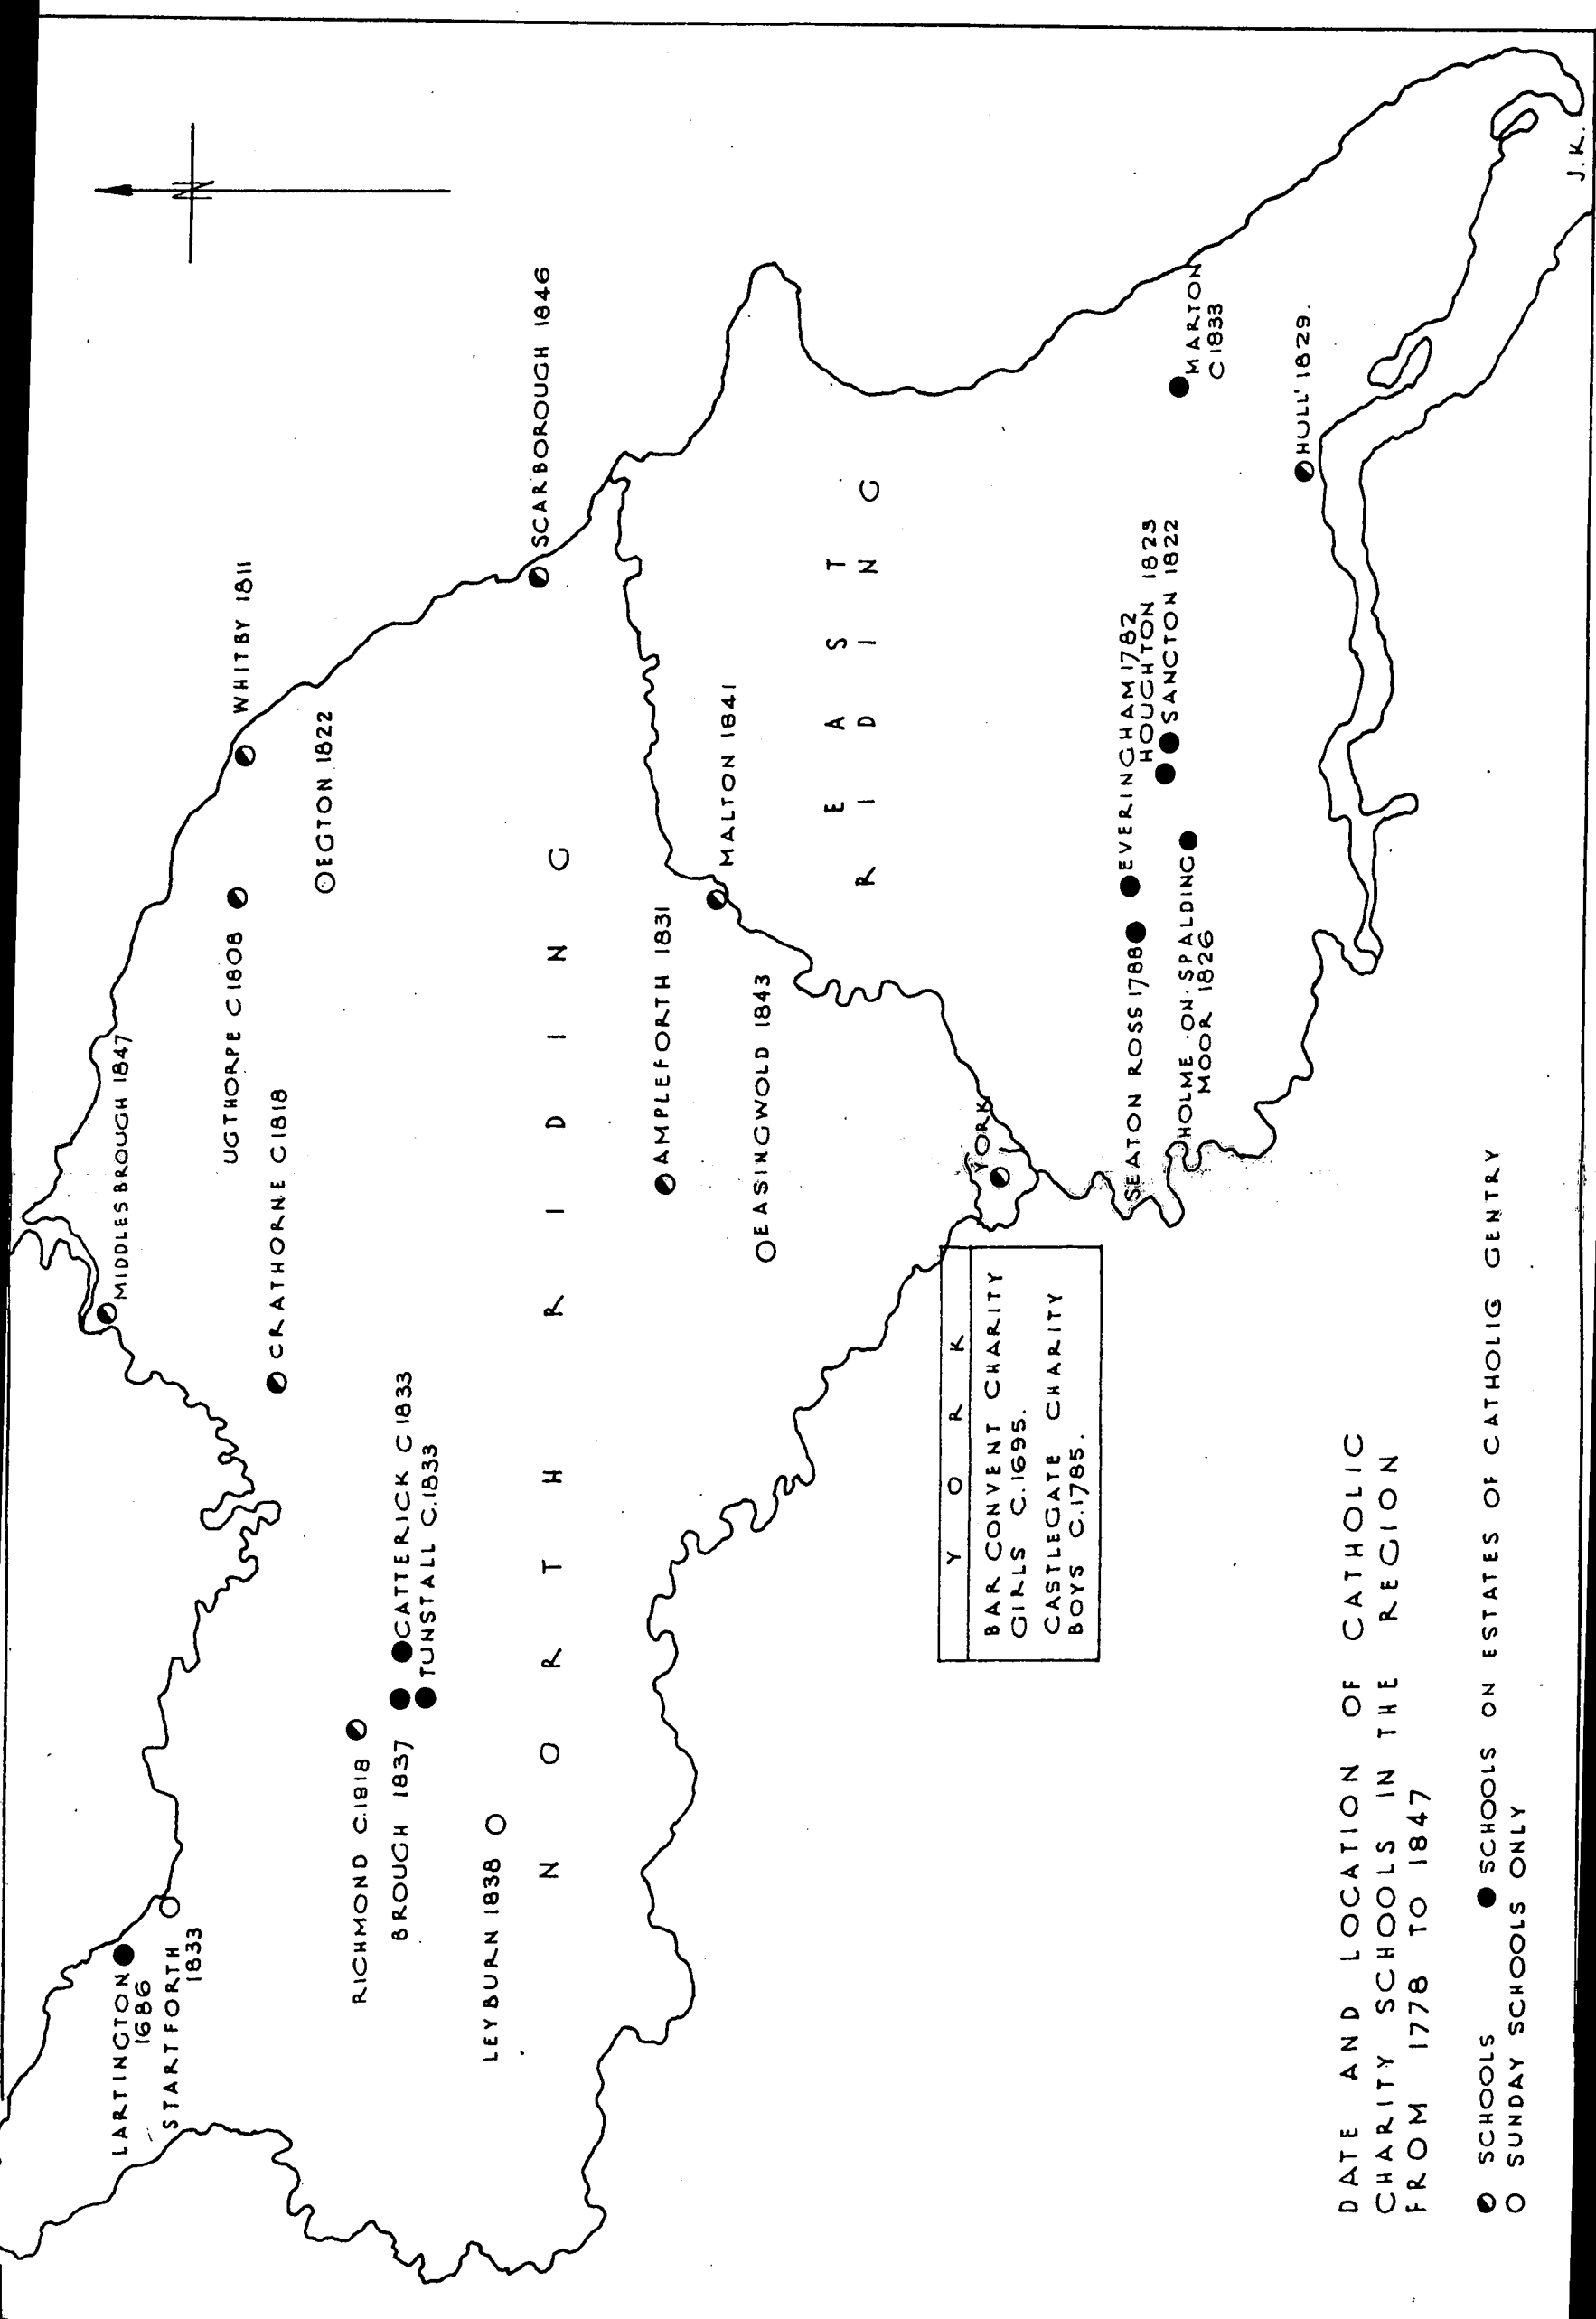 LARTINGTON
1686
STARTFORTH
1833
MIDDLESBROUGH 1847
UGTHORPE C1808
WHITBY 1811
CRATHORNE C1818
EGTON 1822
N
RICHMOND C.1818
CATTERICK C1833
BROUGH 1837
TUNSTALL C.1833
LEYBURN 1838
SCARBOROUGH 1846
NORTH RIDING
AMPLEFORTH 1831
MALTON 1841
EASINGWOLD 1843
EAST
RIDING
YORK
YORK
BAR CONVENT CHARITY
GIRLS C.1695.
CASTLEGATE CHARITY
BOYS C.1785.
SEATON ROSS 1788
EVERINGHAM 1782
HOUGHTON 1823
SANCTON 1822
HOLME·ON·SPALDING
MOOR 1826
MARTON
C1833
HULL' 1829.
DATE AND LOCATION OF CATHOLIC
CHARITY SCHOOLS IN THE REGION
FROM 1778 TO 1847
SCHOOLS
SCHOOLS ON ESTATES OF CATHOLIG GENTRY
SUNDAY SCHOOLS ONLY
J.K.